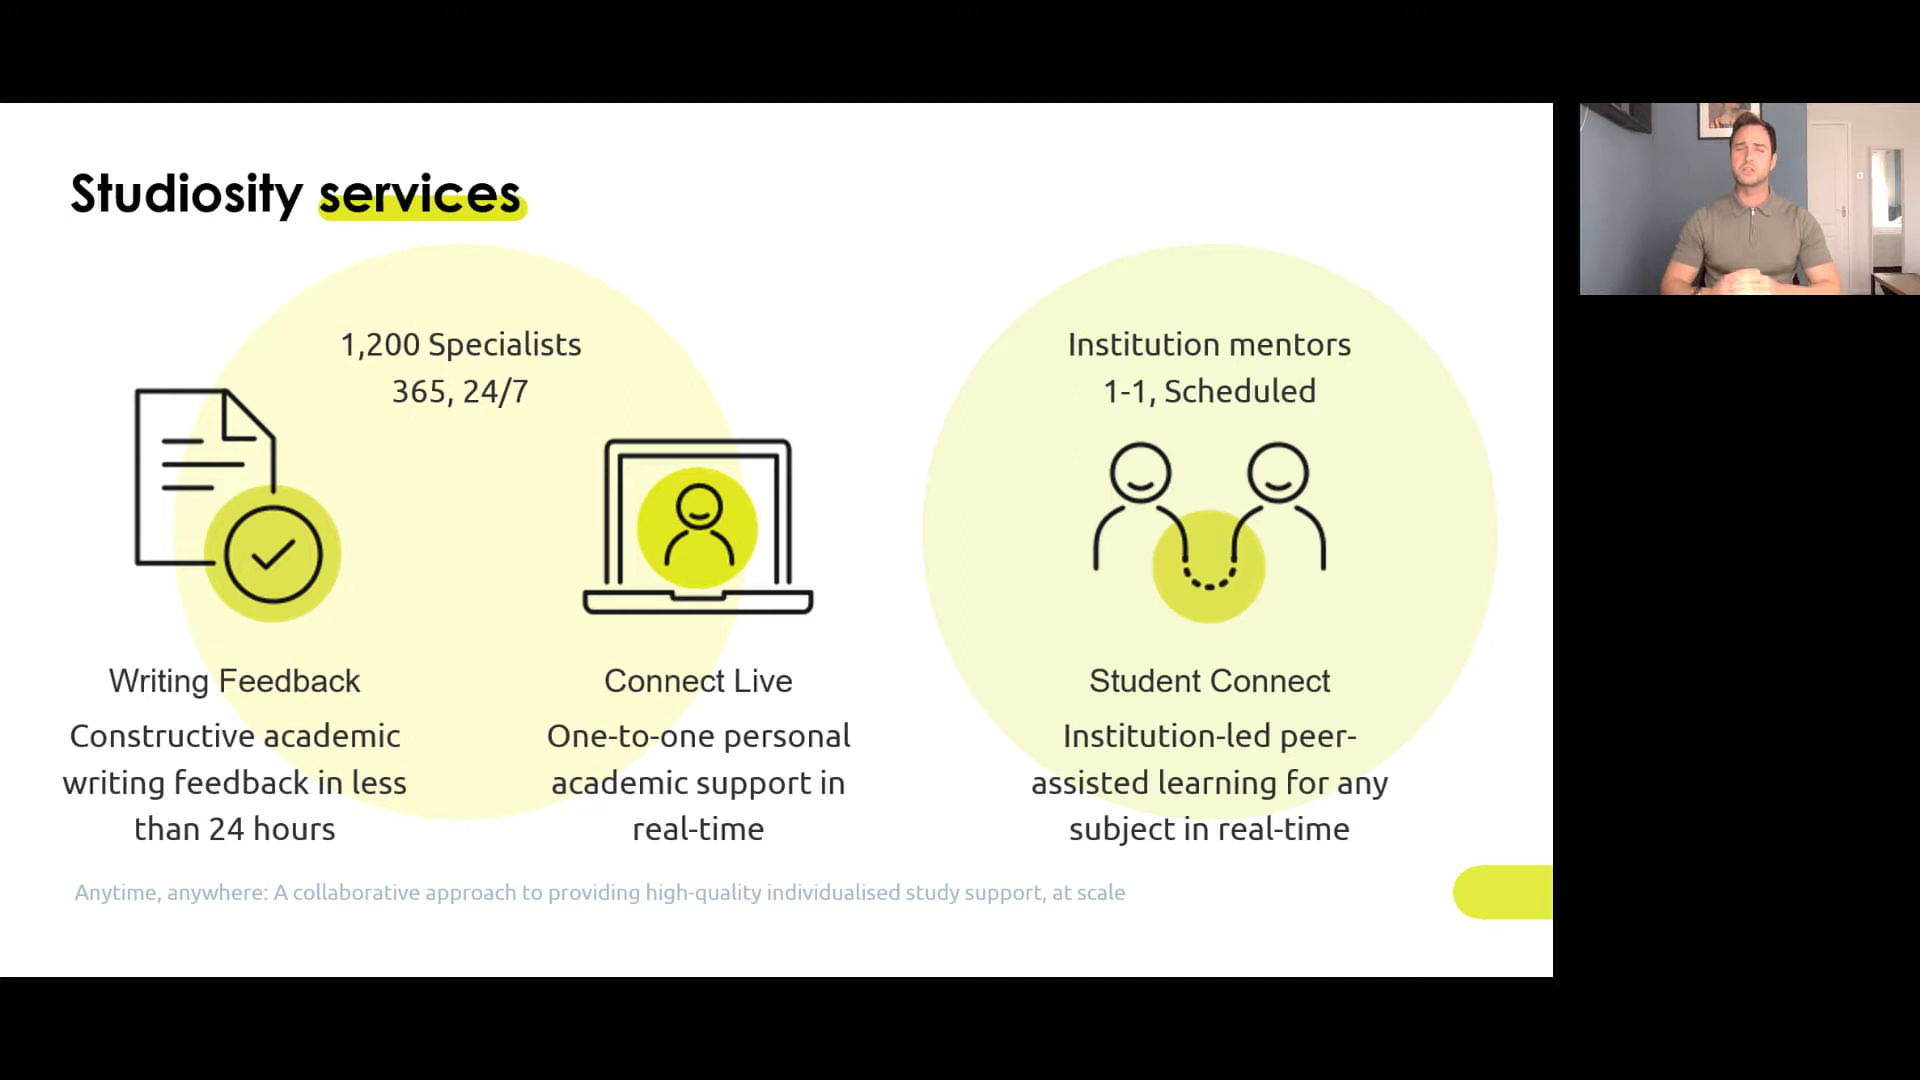 Studiosity services
1,200 Specialists
365, 24/7
Institution mentors
1-1, Scheduled
Writing Feedback
Constructive academic
writing feedback in less
than 24 hours
Connect Live
One-to-one personal
academic support in
real-time
Student Connect
Institution-led peer-
assisted learning for any
subject in real-time
Anytime, anywhere: A collaborative approach to providing high-quality individualised study support, at scale